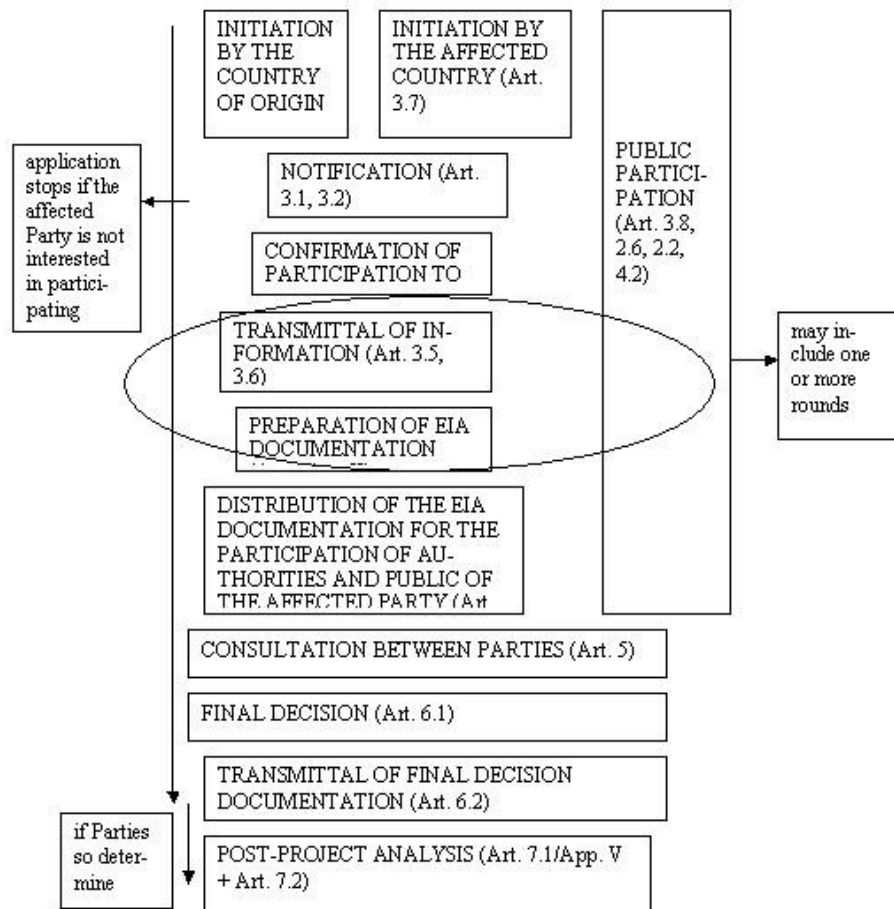 INITIATION
BY THE
COUNTRY
OF ORIGIN
INITIATION BY
THE AFFECTED
COUNTRY (Art.
3.7)
PUBLIC
PARTICI-
PATION
(Art. 3.8,
2.6, 2.2,
4.2)
application
stops if the
affected
Party is not
interested
in partici-
pating
NOTIFICATION (Art.
3.1, 3.2)
CONFIRMATION OF
PARTICIPATION TO
TRANSMITTAL OF IN-
FORMATION (Art. 3.5,
3.6)
may in-
clude one
or more
rounds
PREPARATION OF EIA
DOCUMENTATION
DISTRIBUTION OF THE EIA
DOCUMENTATION FOR THE
PARTICIPATION OF AU-
THORITIES AND PUBLIC OF
THE AFFECTED PARTY (Art
CONSULTATION BETWEEN PARTIES (Art. 5)
FINAL DECISION (Art. 6.1)
TRANSMITTAL OF FINAL DECISION
DOCUMENTATION (Art. 6.2)
if Parties
so deter-
mine
POST-PROJECT ANALYSIS (Art. 7.1/App. V
+ Art. 7.2)